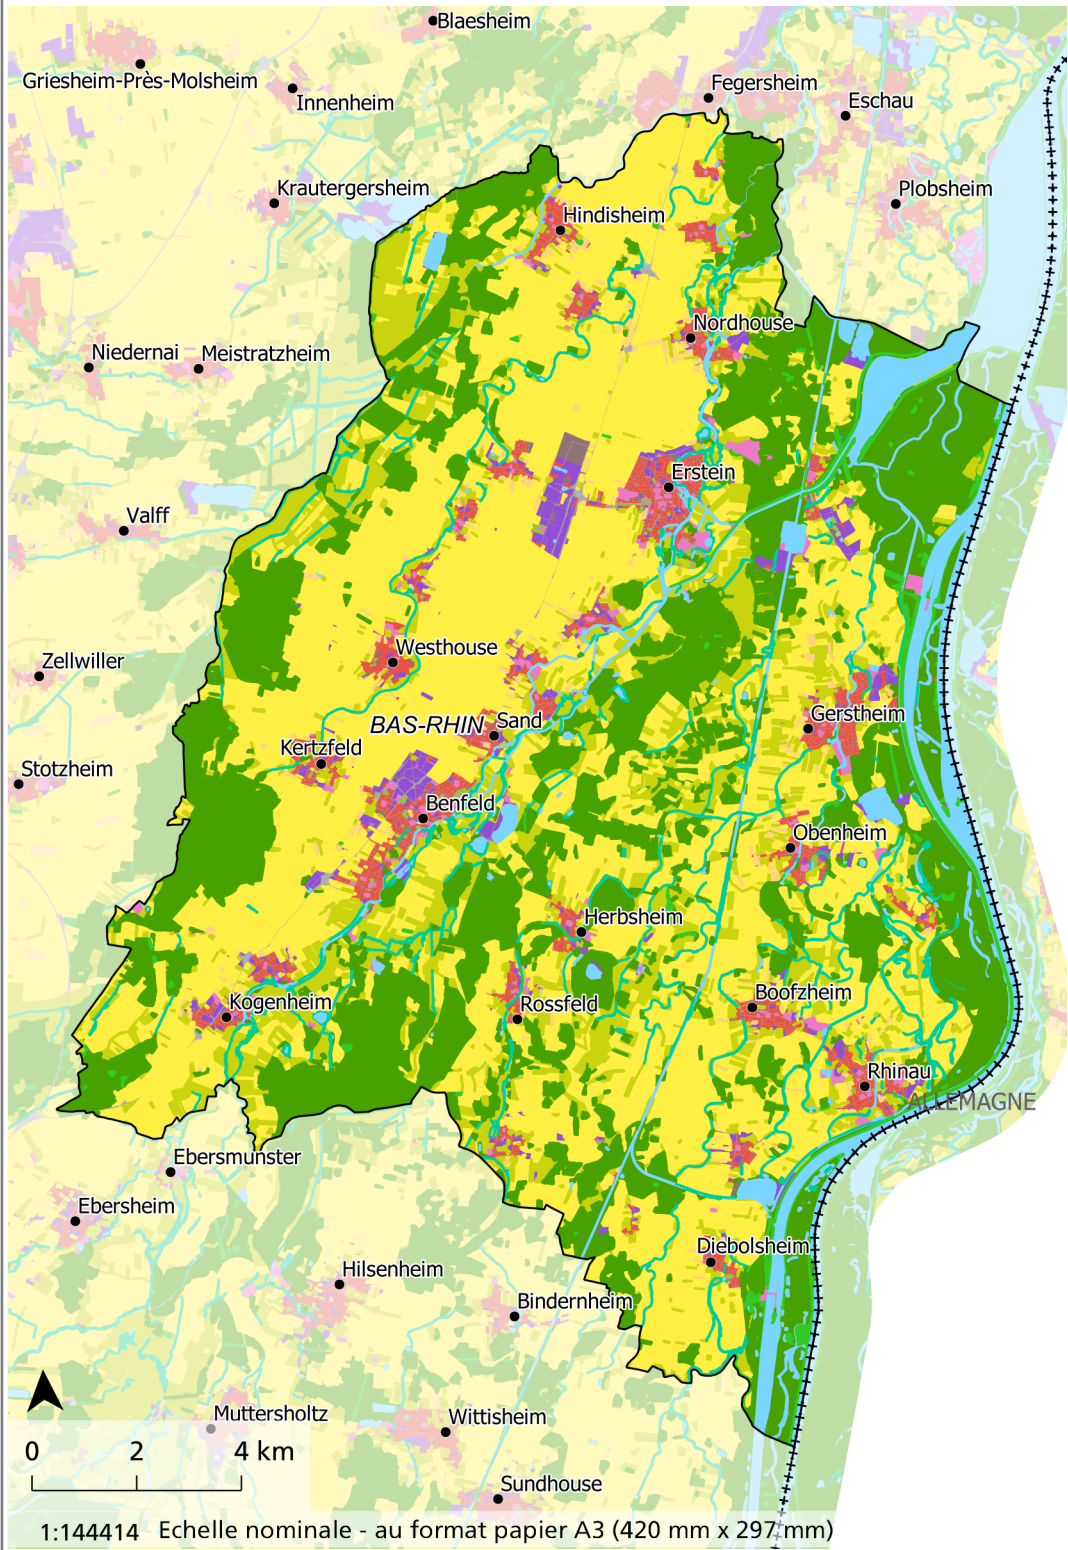 Blaesheim
Griesheim-Près-Molsheim
Innenheim
Fegersheim
Eschau
Krautergersheim
Plobsheim
Hindisheim
Nordhouse
Niedernai
Meistratzheim
Erstein
Valff
Westhouse
Zellwiller
Gerstheim
BAS-RHIN
Sand
Kertzfeld
Stotzheim
Benfeld
Obenheim
Herbsheim
Boofzheim
Kogenheim
Rossfeld
Rhinau
ALLEMAGNE
Ebersmunster
Ebersheim
Diebolsheim
Hilsenheim
Bindernheim
Muttersholtz
Wittisheim
0 2 4 km
Sundhouse
1:144414 Echelle nominale - au format papier A3 (420 mm x 297 mm)